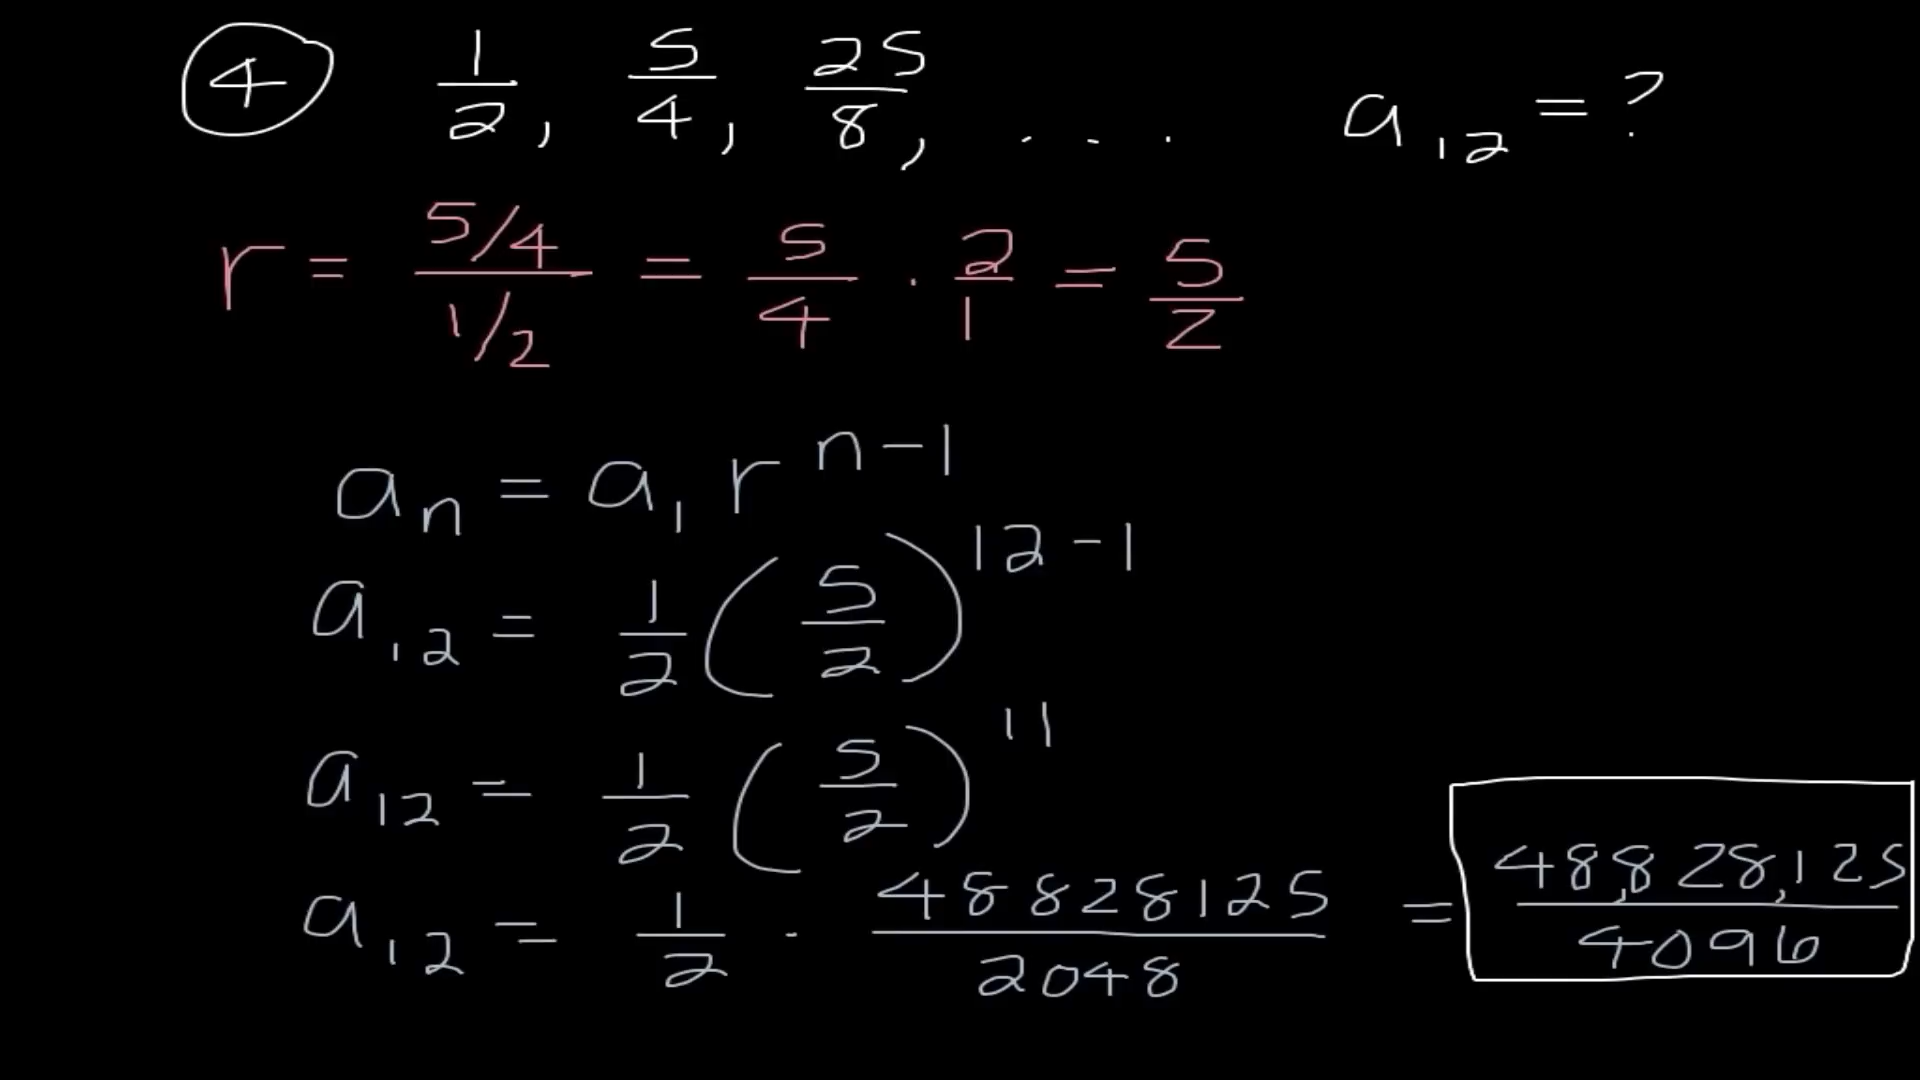 ④ 1/2, 5/4, 25/8, . . . a₁₂ = ?
r = (5/4)/(1/2) = 5/4 · 2/1 = 5/2
aₙ = a₁ rⁿ⁻¹
a₁₂ = 1/2 (5/2)¹²⁻¹
a₁₂ = 1/2 (5/2)¹¹
a₁₂ = 1/2 · 48828125/2048 = 48,828,125/4096